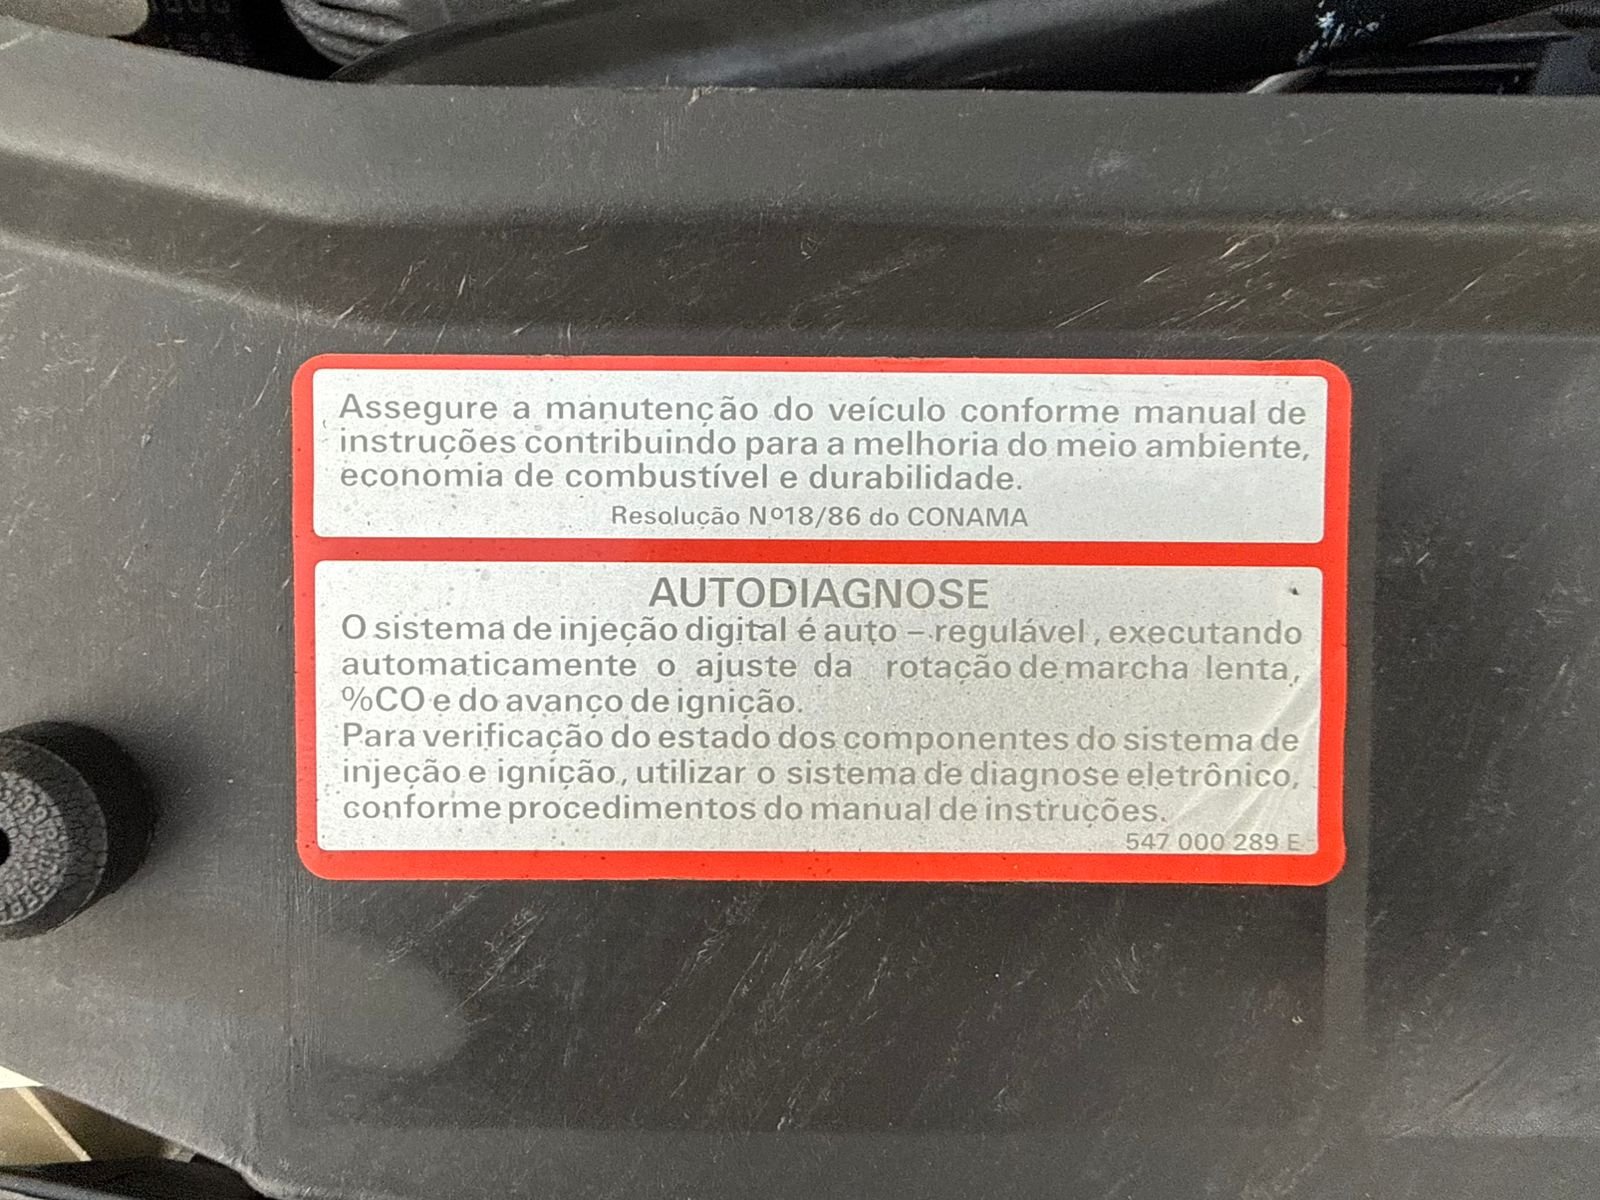 Assegure a manutenção do veículo conforme manual de
instruções contribuindo para a melhoria do meio ambiente,
economia de combustível e durabilidade.
Resolução Nº18/86 do CONAMA
AUTODIAGNOSE
O sistema de injeção digital é auto – regulável, executando
automaticamente o ajuste da rotação de marcha lenta,
%CO e do avanço de ignição.
Para verificação do estado dos componentes do sistema de
injeção e ignição, utilizar o sistema de diagnose eletrônico,
conforme procedimentos do manual de instruções.
547 000 289 E